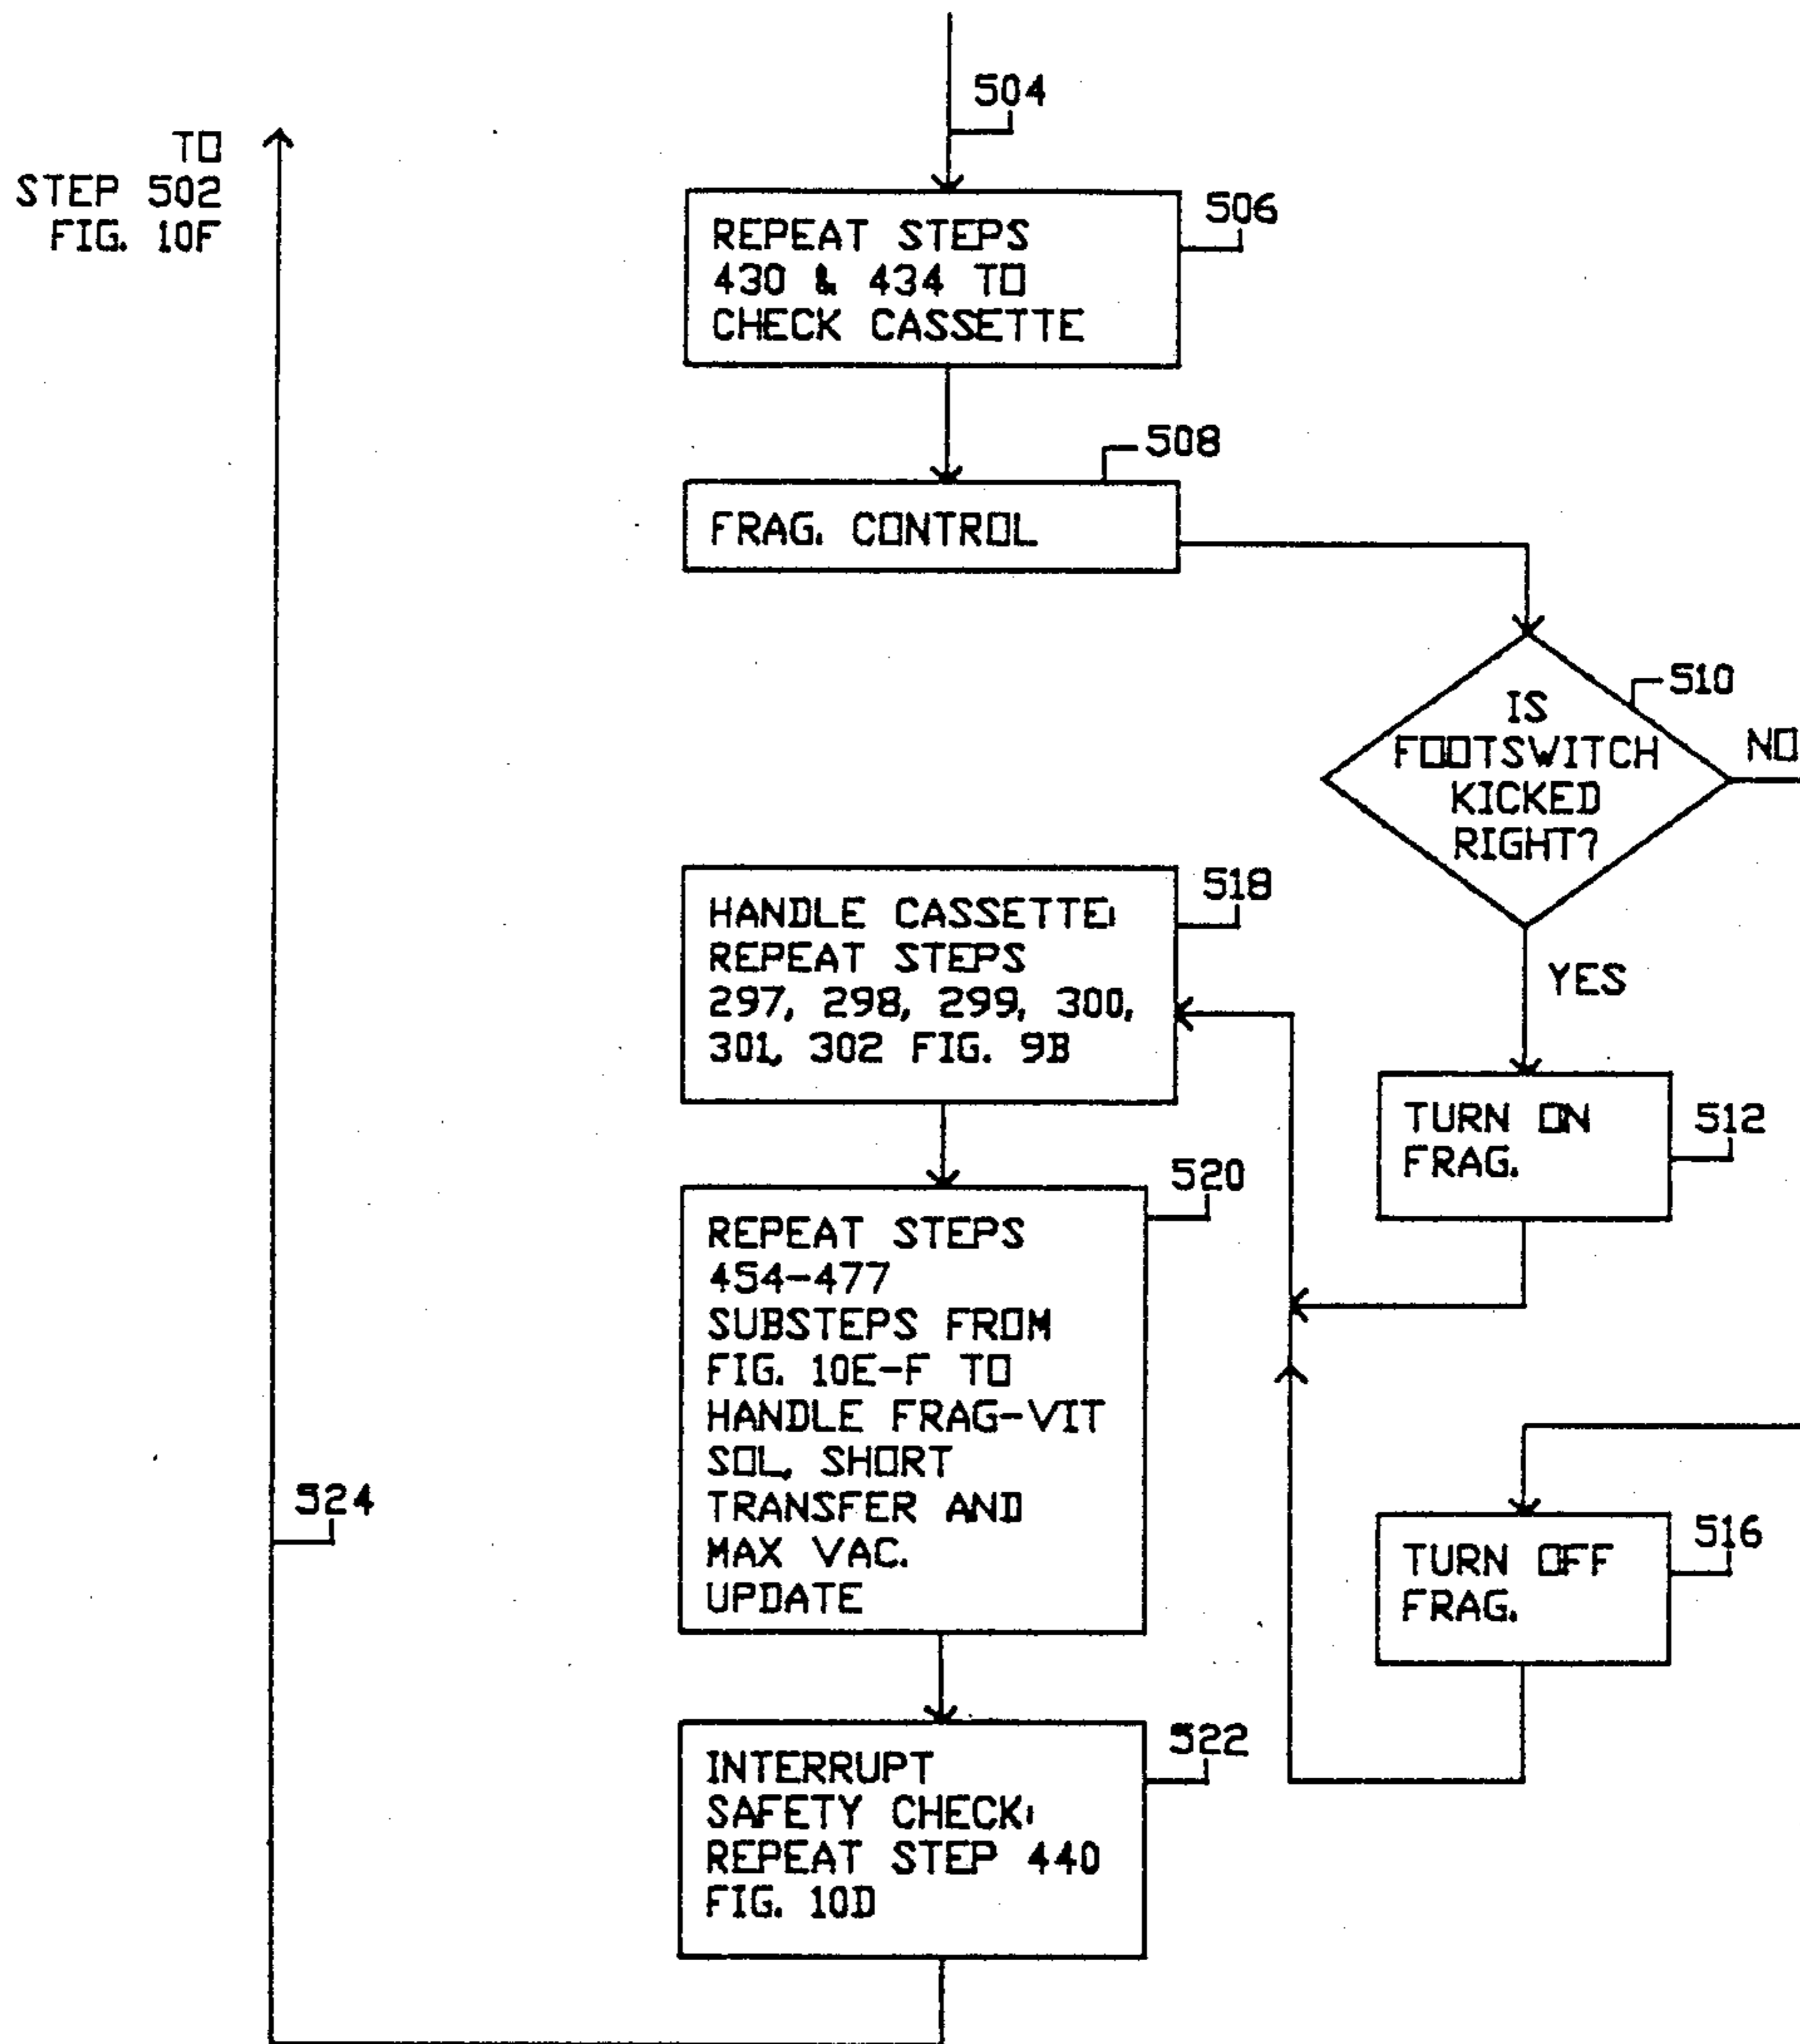 504
TO
STEP 502
FIG. 10F
506
REPEAT STEPS
430 & 434 TO
CHECK CASSETTE
508
FRAG. CONTROL
510
IS
FOOTSWITCH
KICKED
RIGHT?
NO
YES
512
TURN ON
FRAG.
518
HANDLE CASSETTE:
REPEAT STEPS
297, 298, 299, 300,
301, 302 FIG. 9B
520
REPEAT STEPS
454-477
SUBSTEPS FROM
FIG. 10E-F TO
HANDLE FRAG-VIT
SOL, SHORT
TRANSFER AND
MAX VAC.
UPDATE
516
TURN OFF
FRAG.
522
INTERRUPT
SAFETY CHECK:
REPEAT STEP 440
FIG. 10D
524